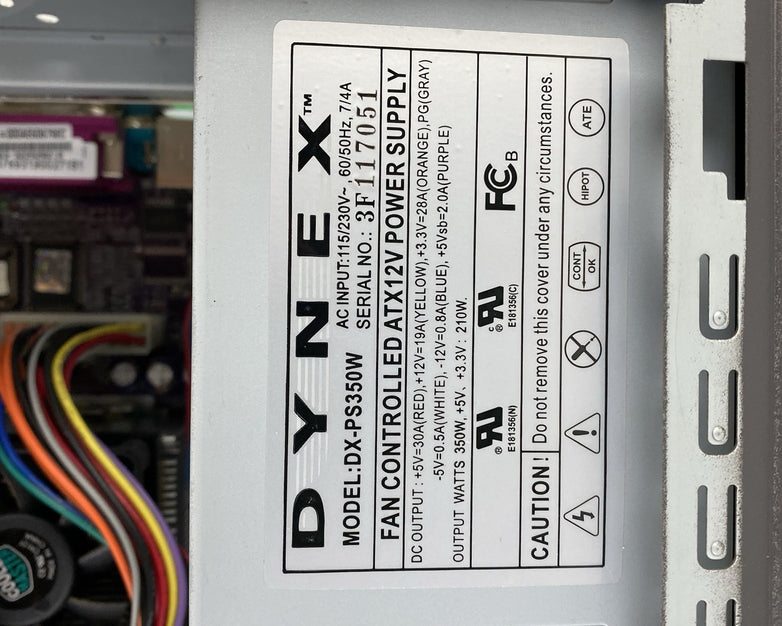 DYNEX™
MODEL:DX-PS350W
AC INPUT:115/230V~, 60/50Hz, 7/4A
SERIAL NO.: 3F117051
FAN CONTROLLED ATX12V POWER SUPPLY
DC OUTPUT : +5V=30A(RED),+12V=19A(YELLOW),+3.3V=28A(ORANGE),PG(GRAY)
-5V=0.5A(WHITE), -12V=0.8A(BLUE), +5Vsb=2.0A(PURPLE)
OUTPUT WATTS 350W, +5V、+3.3V : 210W.
E181356(N)
E181356(C)
FC B
CAUTION! Do not remove this cover under any circumstances.
CONT OK
HIPOT
ATE
COOLER MASTER